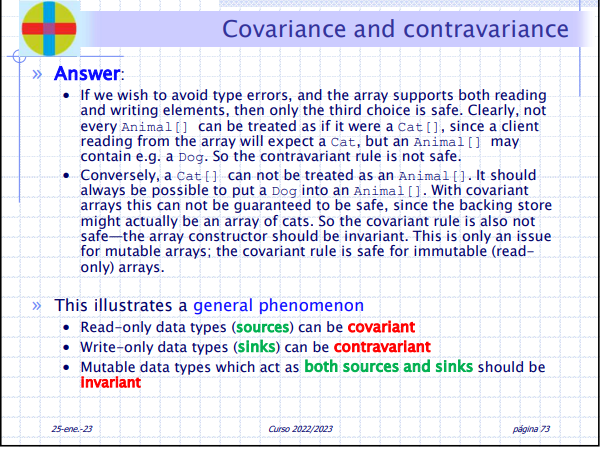 Covariance and contravariance
» Answer:
• If we wish to avoid type errors, and the array supports both reading
and writing elements, then only the third choice is safe. Clearly, not
every Animal[] can be treated as if it were a Cat[], since a client
reading from the array will expect a Cat, but an Animal[] may
contain e.g. a Dog. So the contravariant rule is not safe.
• Conversely, a Cat[] can not be treated as an Animal[]. It should
always be possible to put a Dog into an Animal[]. With covariant
arrays this can not be guaranteed to be safe, since the backing store
might actually be an array of cats. So the covariant rule is also not
safe—the array constructor should be invariant. This is only an issue
for mutable arrays; the covariant rule is safe for immutable (read-
only) arrays.
» This illustrates a general phenomenon
• Read-only data types (sources) can be covariant
• Write-only data types (sinks) can be contravariant
• Mutable data types which act as both sources and sinks should be
invariant
25-ene.-23 Curso 2022/2023 página 73